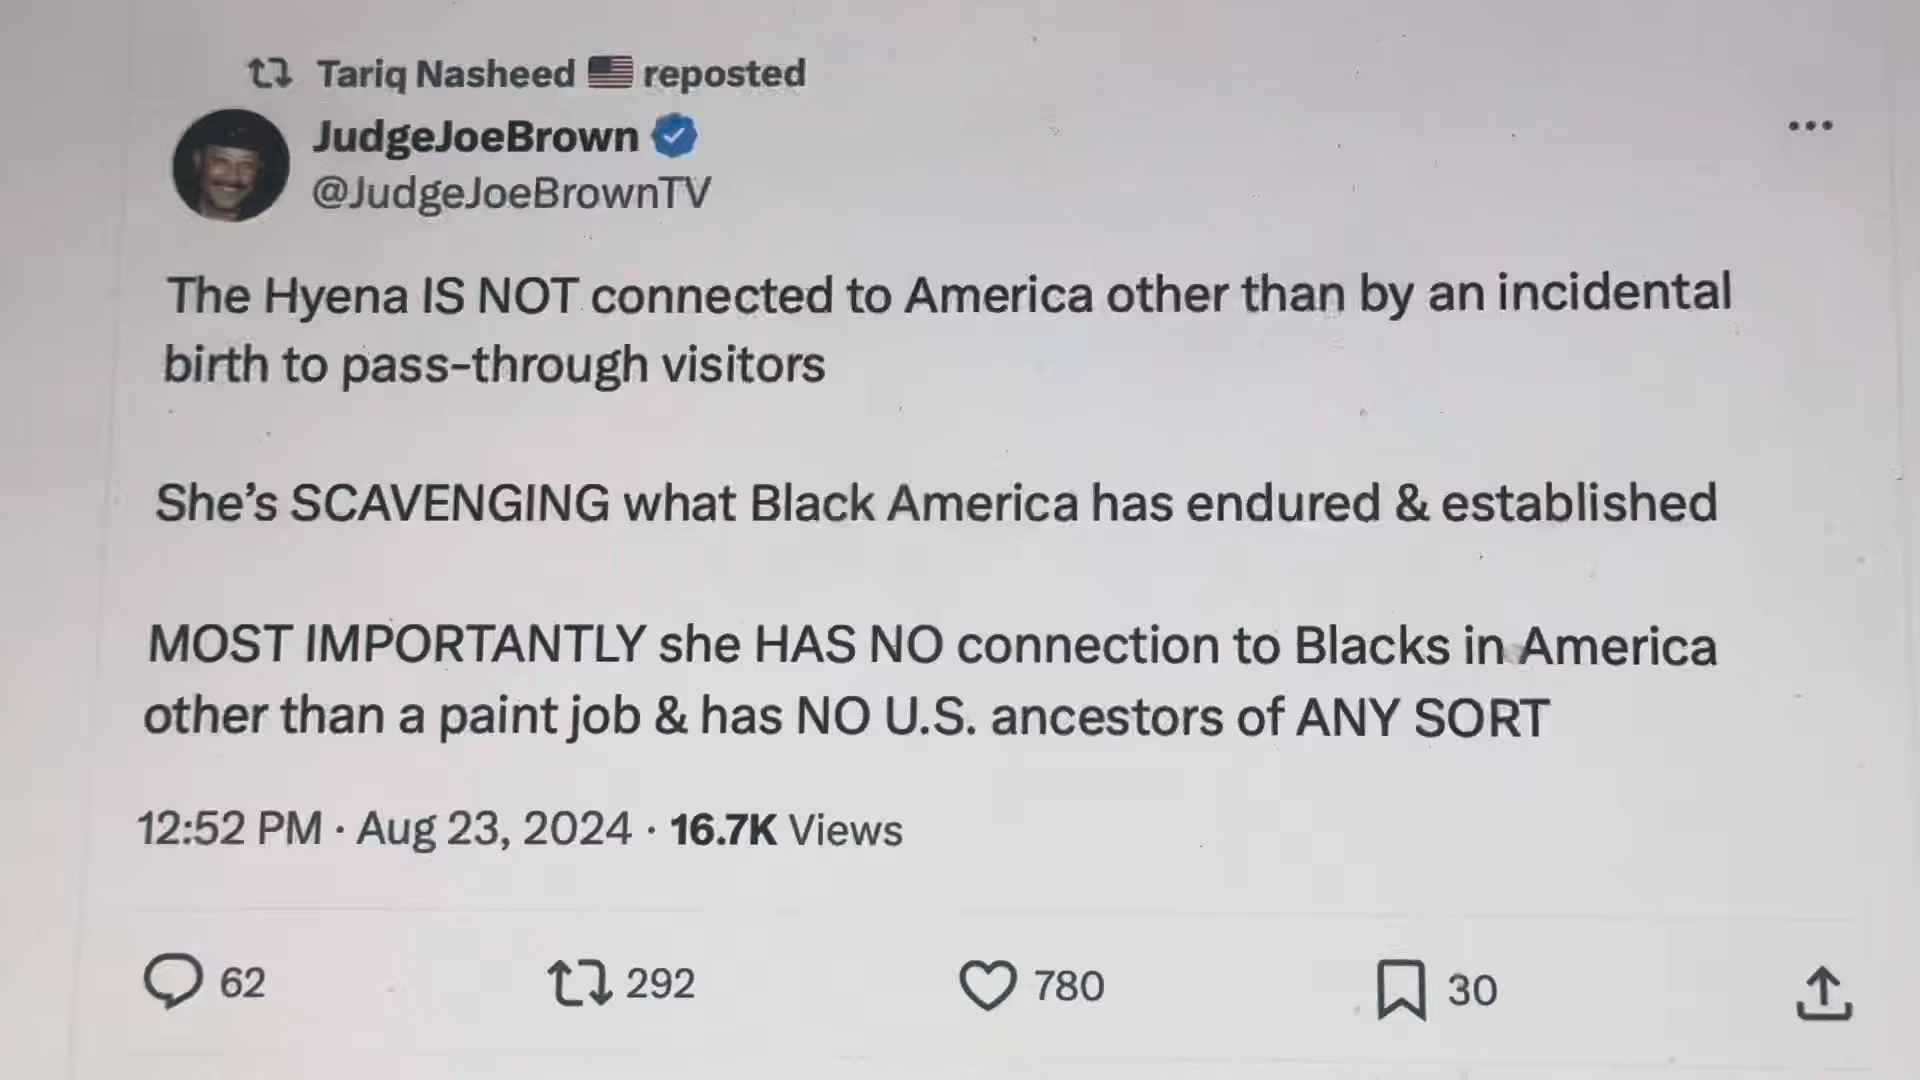 Tariq Nasheed 🇺🇸 reposted
JudgeJoeBrown
@JudgeJoeBrownTV
The Hyena IS NOT connected to America other than by an incidental
birth to pass-through visitors
She's SCAVENGING what Black America has endured & established
MOST IMPORTANTLY she HAS NO connection to Blacks in America
other than a paint job & has NO U.S. ancestors of ANY SORT
12:52 PM · Aug 23, 2024 · 16.7K Views
62 292 780 30